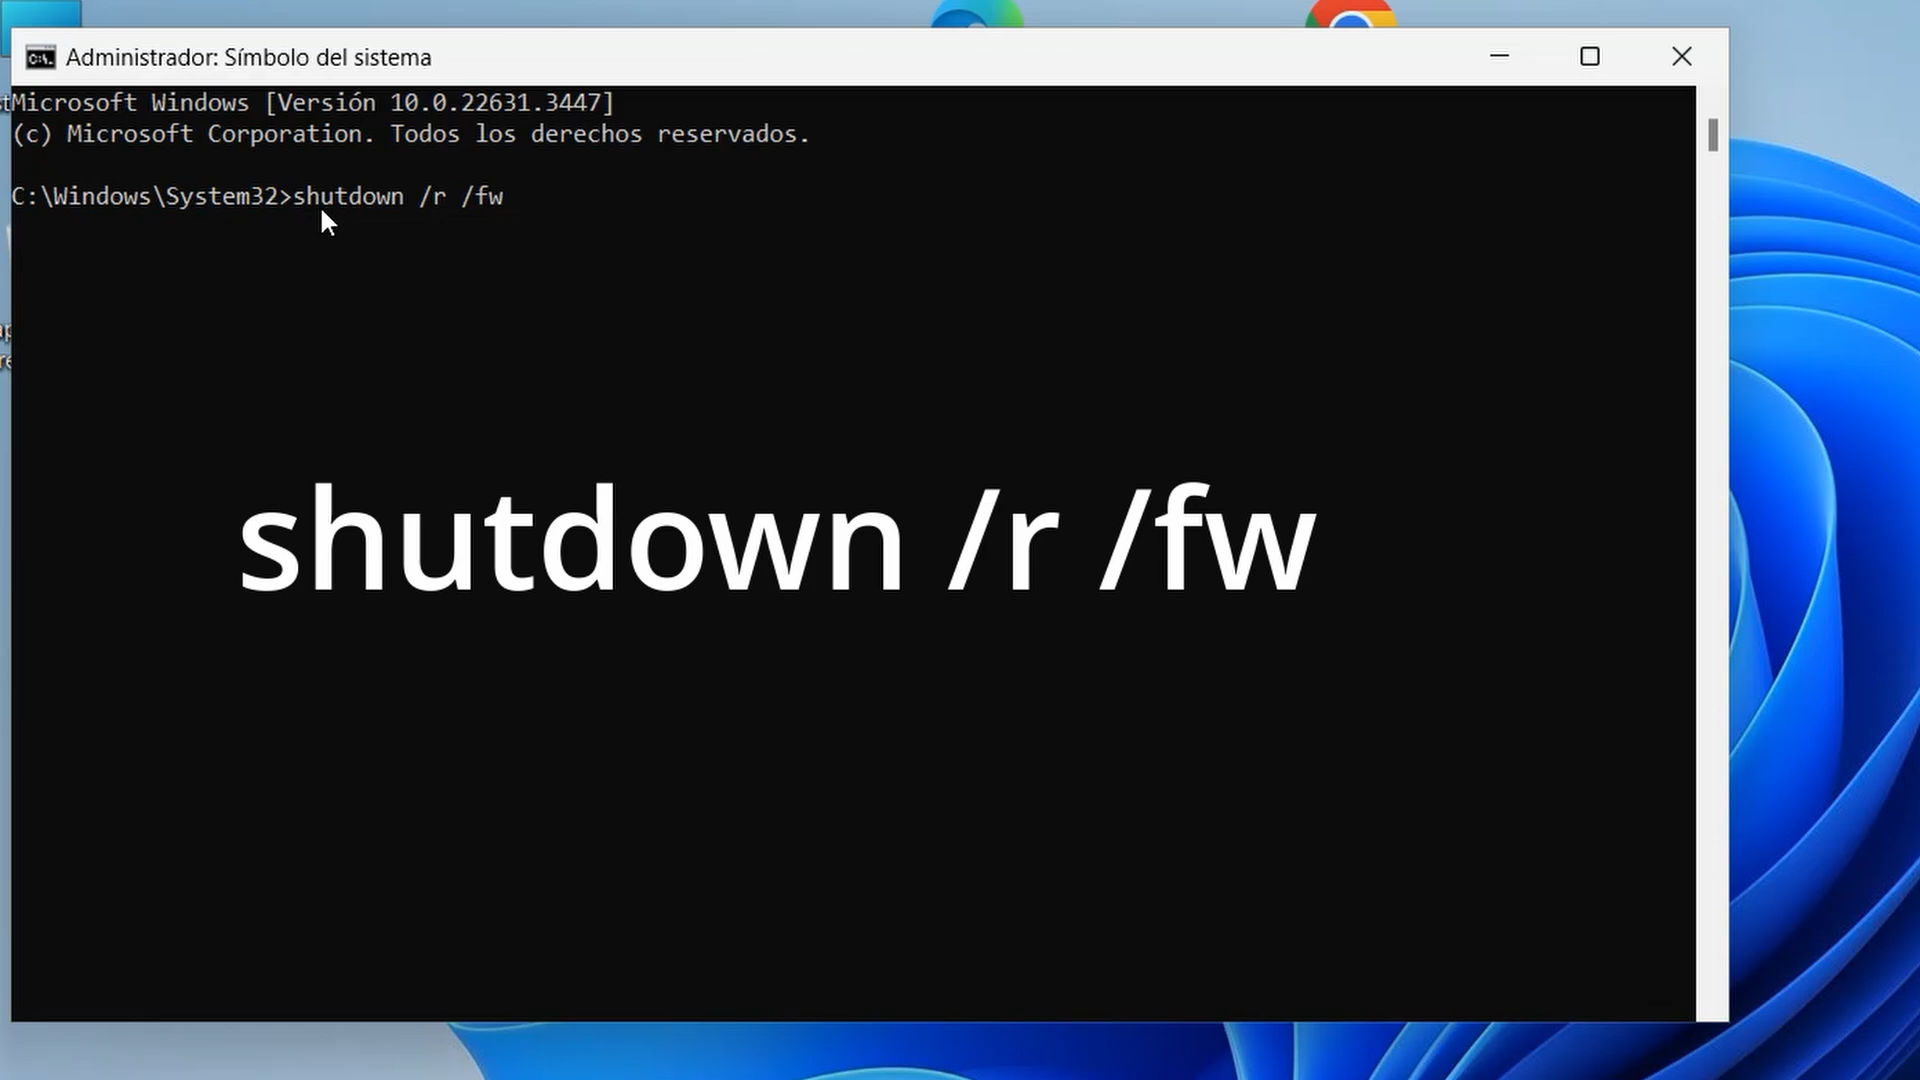 Administrador: Símbolo del sistema
Microsoft Windows [Versión 10.0.22631.3447]
(c) Microsoft Corporation. Todos los derechos reservados.
C:\Windows\System32>shutdown /r /fw
shutdown /r /fw